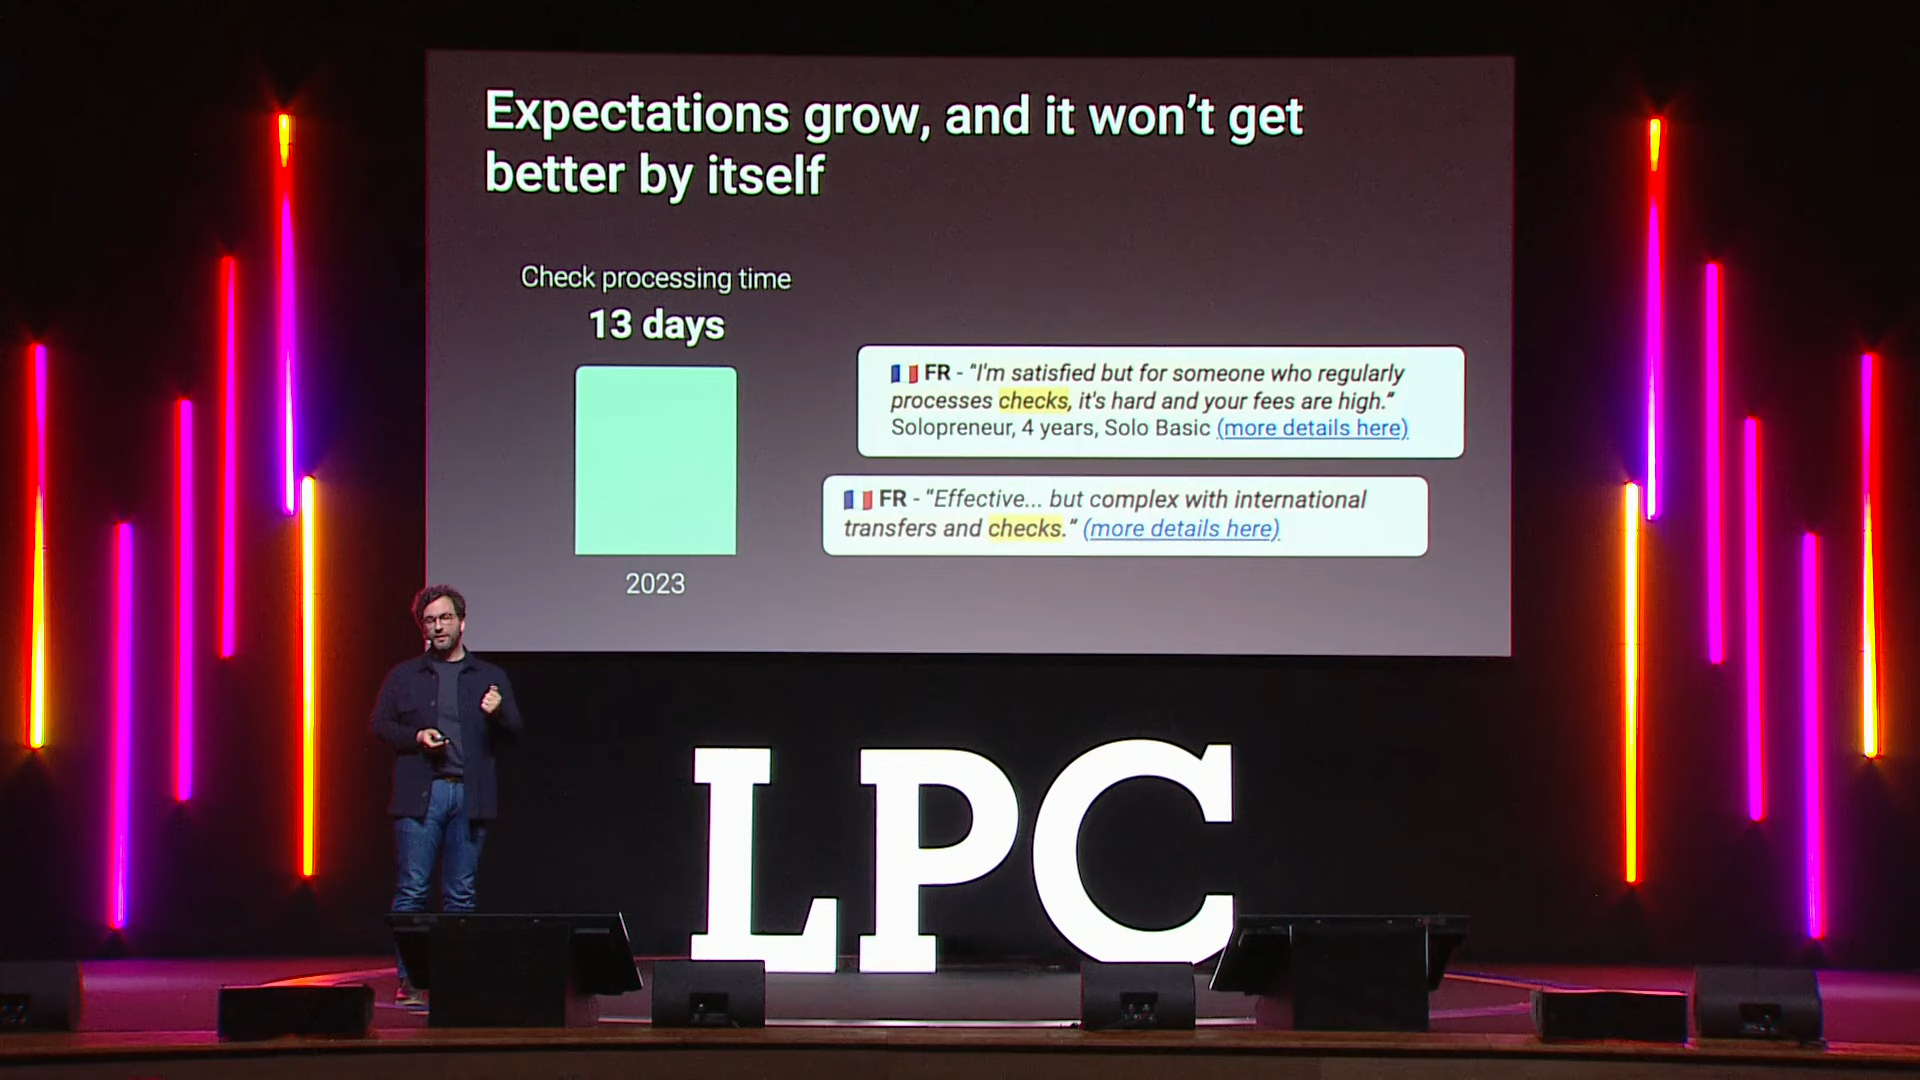 Expectations grow, and it won't get
better by itself
Check processing time
13 days
2023
FR - "I'm satisfied but for someone who regularly
processes checks, it's hard and your fees are high."
Solopreneur, 4 years, Solo Basic (more details here)
FR - "Effective... but complex with international
transfers and checks." (more details here)
LPC